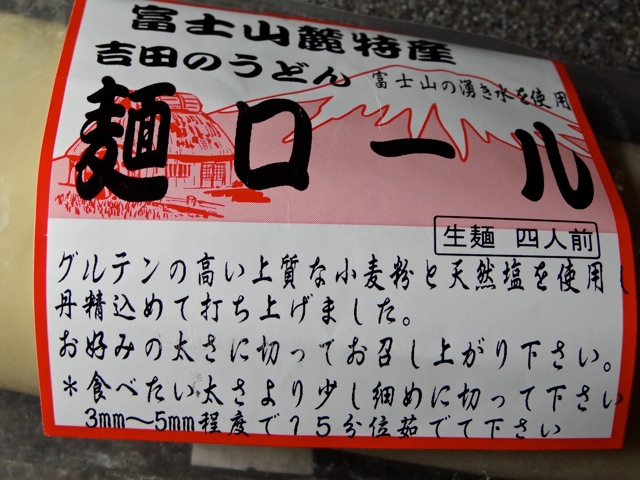 富士山麓特産
吉田のうどん
富士山の湧き水を使用
麺ロール
生麺 四人前
グルテンの高い上質な小麦粉と天然塩を使用し
丹精込めて打ち上げました。
お好みの太さに切ってお召し上がり下さい。
*食べたい太さより少し細めに切って下さい
3mm～5mm程度で15分位茹でて下さい